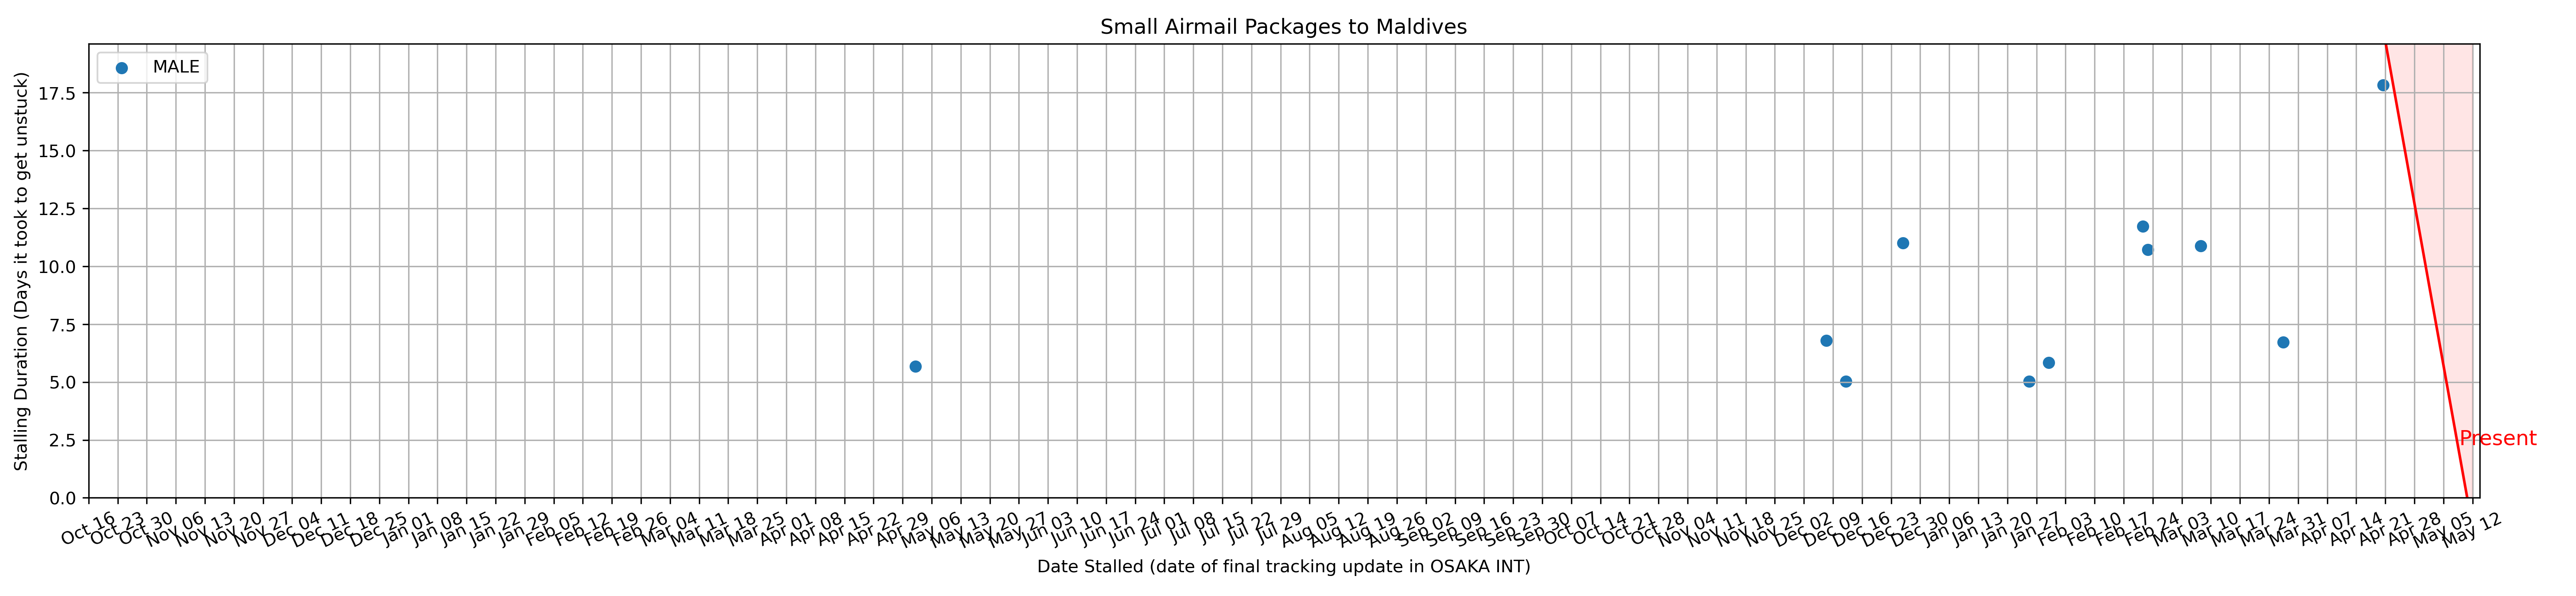 Small Airmail Packages to Maldives
MALE
Stalling Duration (Days it took to get unstuck)
17.5
15.0
12.5
10.0
7.5
5.0
2.5
0.0
Present
Oct 16
Oct 23
Oct 30
Nov 06
Nov 13
Nov 20
Nov 27
Dec 04
Dec 11
Dec 18
Dec 25
Jan 01
Jan 08
Jan 15
Jan 22
Jan 29
Feb 05
Feb 12
Feb 19
Feb 26
Mar 04
Mar 11
Mar 18
Mar 25
Apr 01
Apr 08
Apr 15
Apr 22
Apr 29
May 06
May 13
May 20
May 27
Jun 03
Jun 10
Jun 17
Jun 24
Jul 01
Jul 08
Jul 15
Jul 22
Jul 29
Aug 05
Aug 12
Aug 19
Aug 26
Sep 02
Sep 09
Sep 16
Sep 23
Sep 30
Oct 07
Oct 14
Oct 21
Oct 28
Nov 04
Nov 11
Nov 18
Nov 25
Dec 02
Dec 09
Dec 16
Dec 23
Dec 30
Jan 06
Jan 13
Jan 20
Jan 27
Feb 03
Feb 10
Feb 17
Feb 24
Mar 03
Mar 10
Mar 17
Mar 24
Mar 31
Apr 07
Apr 14
Apr 21
Apr 28
May 05
May 12
Date Stalled (date of final tracking update in OSAKA INT)